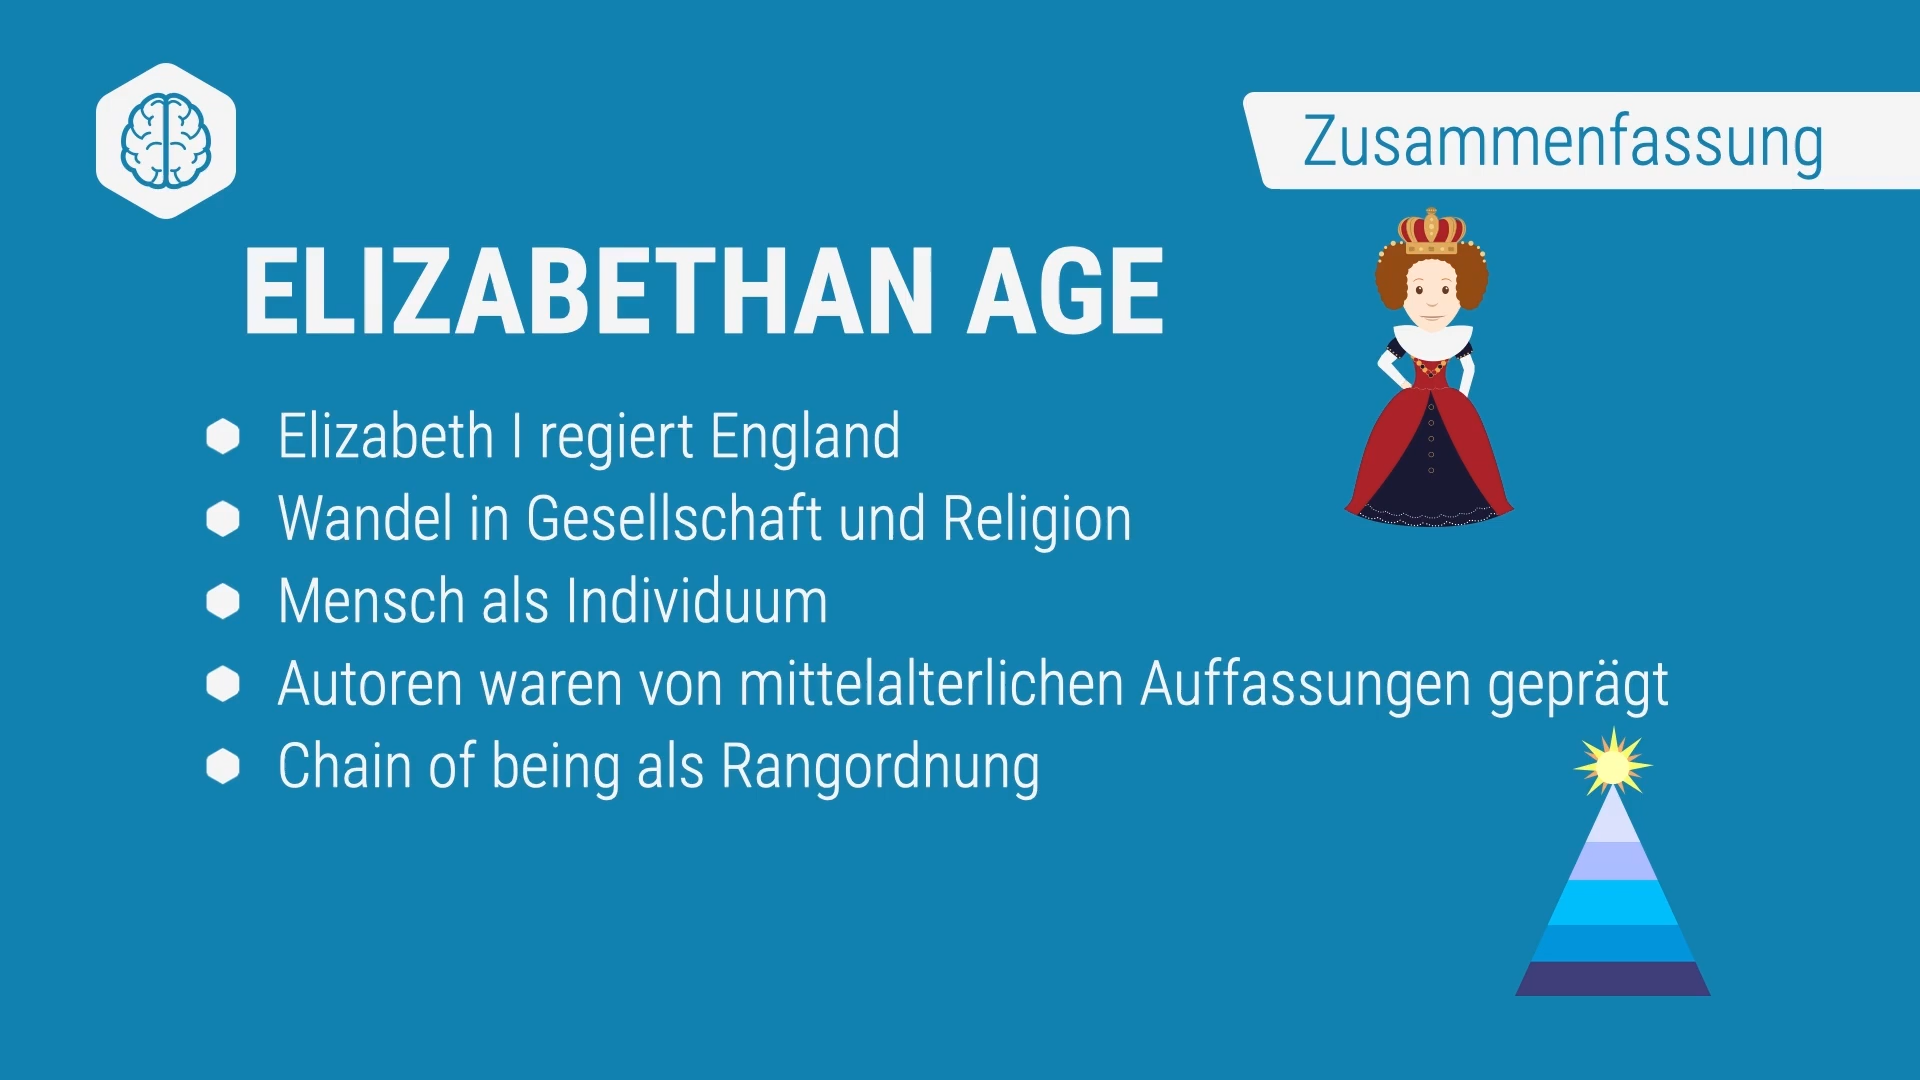 Zusammenfassung
ELIZABETHAN AGE
Elizabeth I regiert England
Wandel in Gesellschaft und Religion
Mensch als Individuum
Autoren waren von mittelalterlichen Auffassungen geprägt
Chain of being als Rangordnung